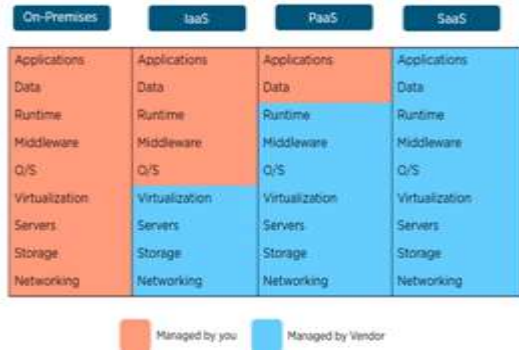 On-Premises IaaS PaaS SaaS
Applications Applications Applications Applications
Data Data Data Data
Runtime Runtime Runtime Runtime
Middleware Middleware Middleware Middleware
O/S O/S O/S O/S
Virtualization Virtualization Virtualization Virtualization
Servers Servers Servers Servers
Storage Storage Storage Storage
Networking Networking Networking Networking
Managed by you Managed by Vendor